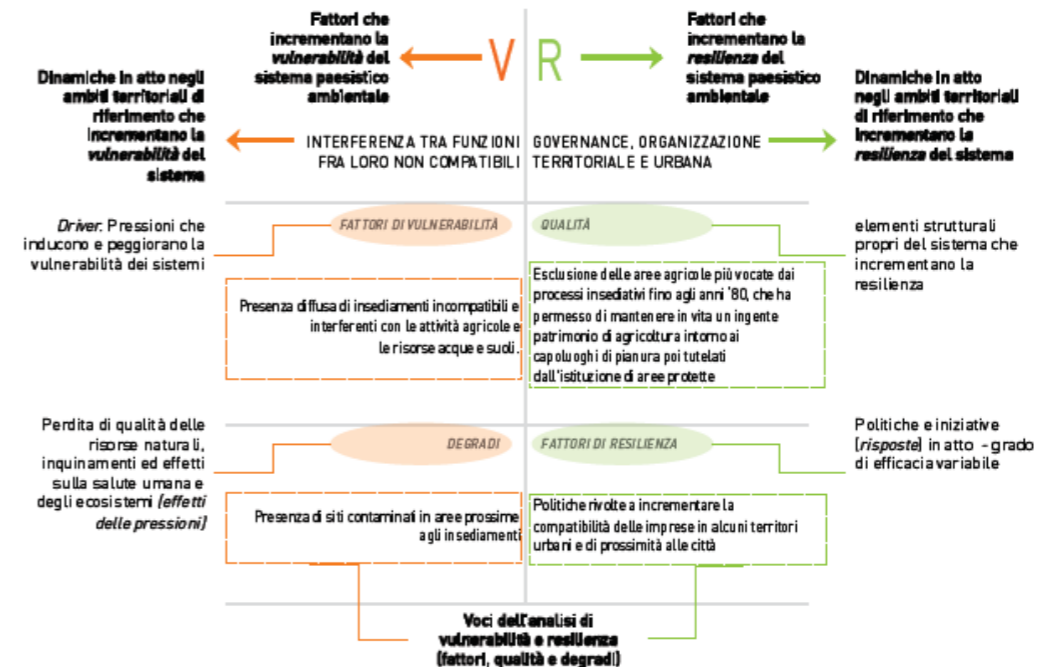 Fattori che
incrementano la
vulnerabilità del
sistema paesistico
ambientale
V R
Fattori che
incrementano la
resilienza del
sistema paesistico
ambientale
Dinamiche in atto negli
ambiti territoriali di
riferimento che
incrementano la
vulnerabilità del
sistema
INTERFERENZA TRA FUNZIONI
FRA LORO NON COMPATIBILI
GOVERNANCE, ORGANIZZAZIONE
TERRITORIALE E URBANA
Dinamiche in atto
negli ambiti territoriali
di riferimento che
incrementano la
resilienza del sistema
Driver. Pressioni che
inducono e peggiorano la
vulnerabilità dei sistemi
FATTORI DI VULNERABILITÀ
QUALITÀ
elementi strutturali
propri del sistema che
incrementano la
resilienza
Presenza diffusa di insediamenti incompatibili e
interferenti con le attività agricole e
le risorse acque e suoli.
Esclusione delle aree agricole più vocate dai
processi insediativi fino agli anni '80, che ha
permesso di mantenere in vita un ingente
patrimonio di agricoltura intorno ai
capoluoghi di pianura poi tutelati
dall'istituzione di aree protette
Perdita di qualità delle
risorse naturali,
inquinamenti ed effetti
sulla salute umana e
degli ecosistemi (effetti
delle pressioni)
DEGRADI
FATTORI DI RESILIENZA
Politiche e iniziative
(risposte) in atto - grado
di efficacia variabile
Presenza di siti contaminati in aree prossime
agli insediamenti
Politiche rivolte a incrementare la
compatibilità delle imprese in alcuni territori
urbani e di prossimità alle città
Voci dell'analisi di
vulnerabilità e resilienza
(fattori, qualità e degradi)